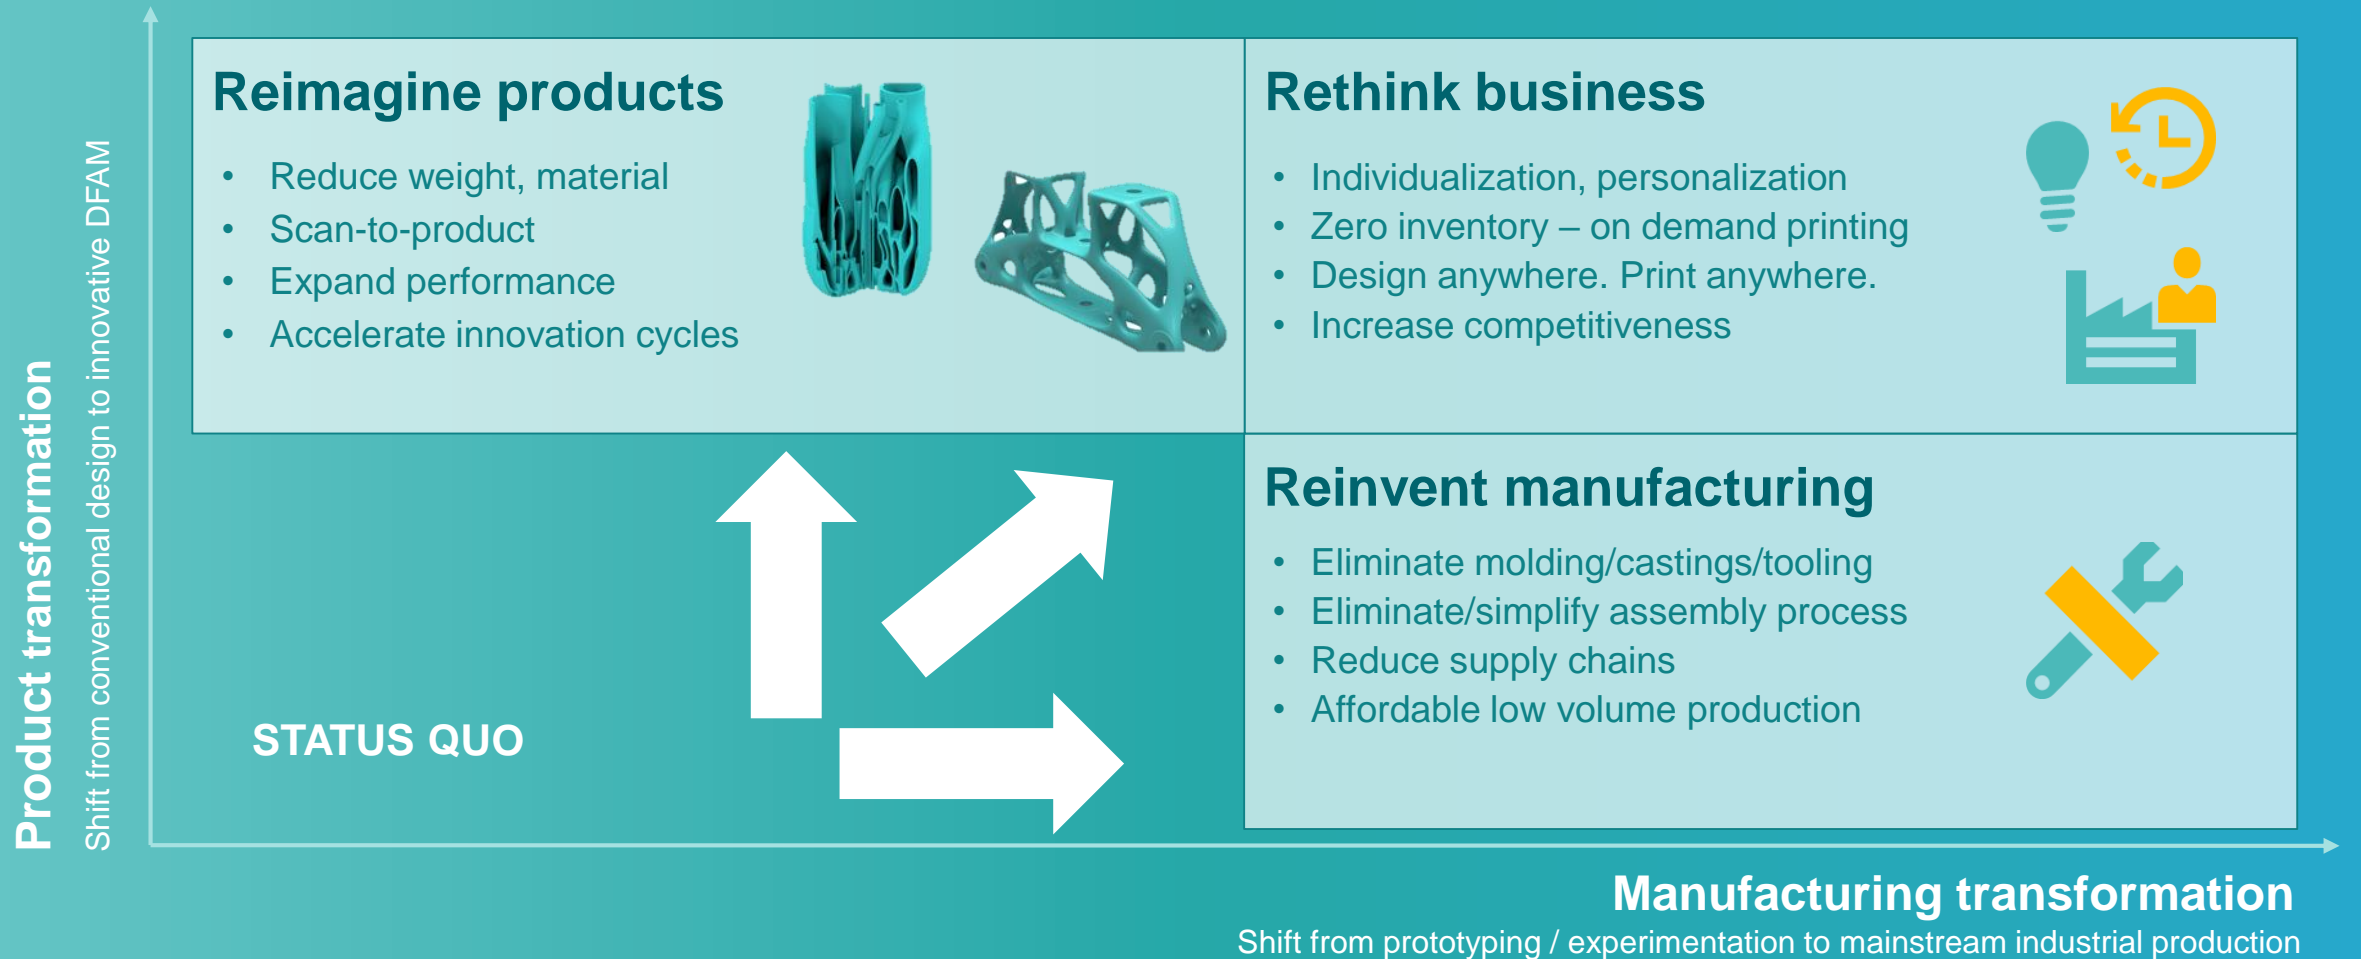 Product transformation
Shift from conventional design to innovative DFAM
Reimagine products
• Reduce weight, material
• Scan-to-product
• Expand performance
• Accelerate innovation cycles
Rethink business
• Individualization, personalization
• Zero inventory – on demand printing
• Design anywhere. Print anywhere.
• Increase competitiveness
STATUS QUO
Reinvent manufacturing
• Eliminate molding/castings/tooling
• Eliminate/simplify assembly process
• Reduce supply chains
• Affordable low volume production
Manufacturing transformation
Shift from prototyping / experimentation to mainstream industrial production